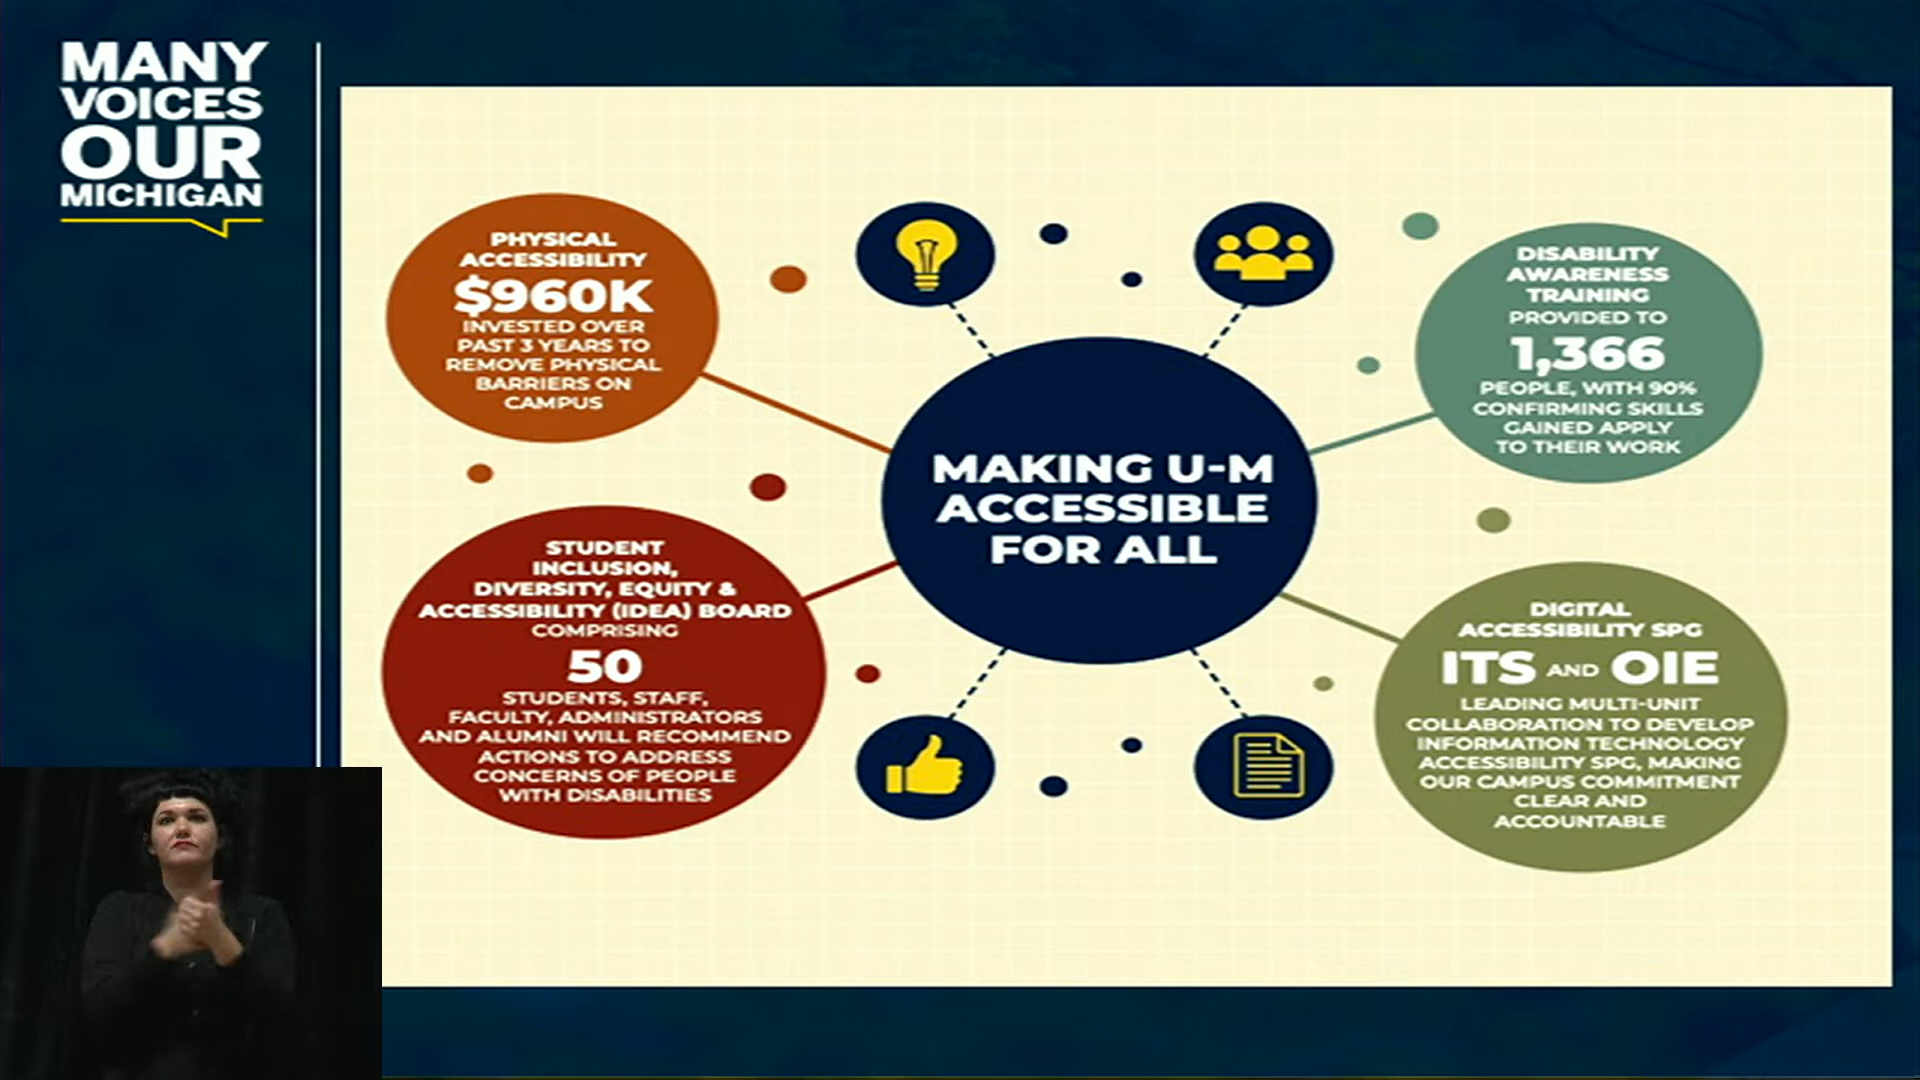 MANY
VOICES
OUR
MICHIGAN
PHYSICAL
ACCESSIBILITY
$960K
INVESTED OVER
PAST 3 YEARS TO
REMOVE PHYSICAL
BARRIERS ON
CAMPUS
STUDENT
INCLUSION,
DIVERSITY, EQUITY &
ACCESSIBILITY (IDEA) BOARD
COMPRISING
50
STUDENTS, STAFF,
FACULTY, ADMINISTRATORS
AND ALUMNI WILL RECOMMEND
ACTIONS TO ADDRESS
CONCERNS OF PEOPLE
WITH DISABILITIES
MAKING U-M
ACCESSIBLE
FOR ALL
DISABILITY
AWARENESS
TRAINING
PROVIDED TO
1,366
PEOPLE, WITH 90%
CONFIRMING SKILLS
GAINED APPLY
TO THEIR WORK
DIGITAL
ACCESSIBILITY SPG
ITS AND OIE
LEADING MULTI-UNIT
COLLABORATION TO DEVELOP
INFORMATION TECHNOLOGY
ACCESSIBILITY SPG, MAKING
OUR CAMPUS COMMITMENT
CLEAR AND
ACCOUNTABLE